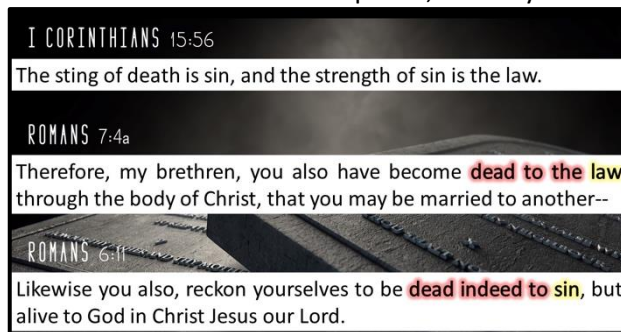 I CORINTHIANS 15:56
The sting of death is sin, and the strength of sin is the law.
ROMANS 7:4a
Therefore, my brethren, you also have become dead to the law
through the body of Christ, that you may be married to another--
ROMANS 6:11
Likewise you also, reckon yourselves to be dead indeed to sin, but
alive to God in Christ Jesus our Lord.